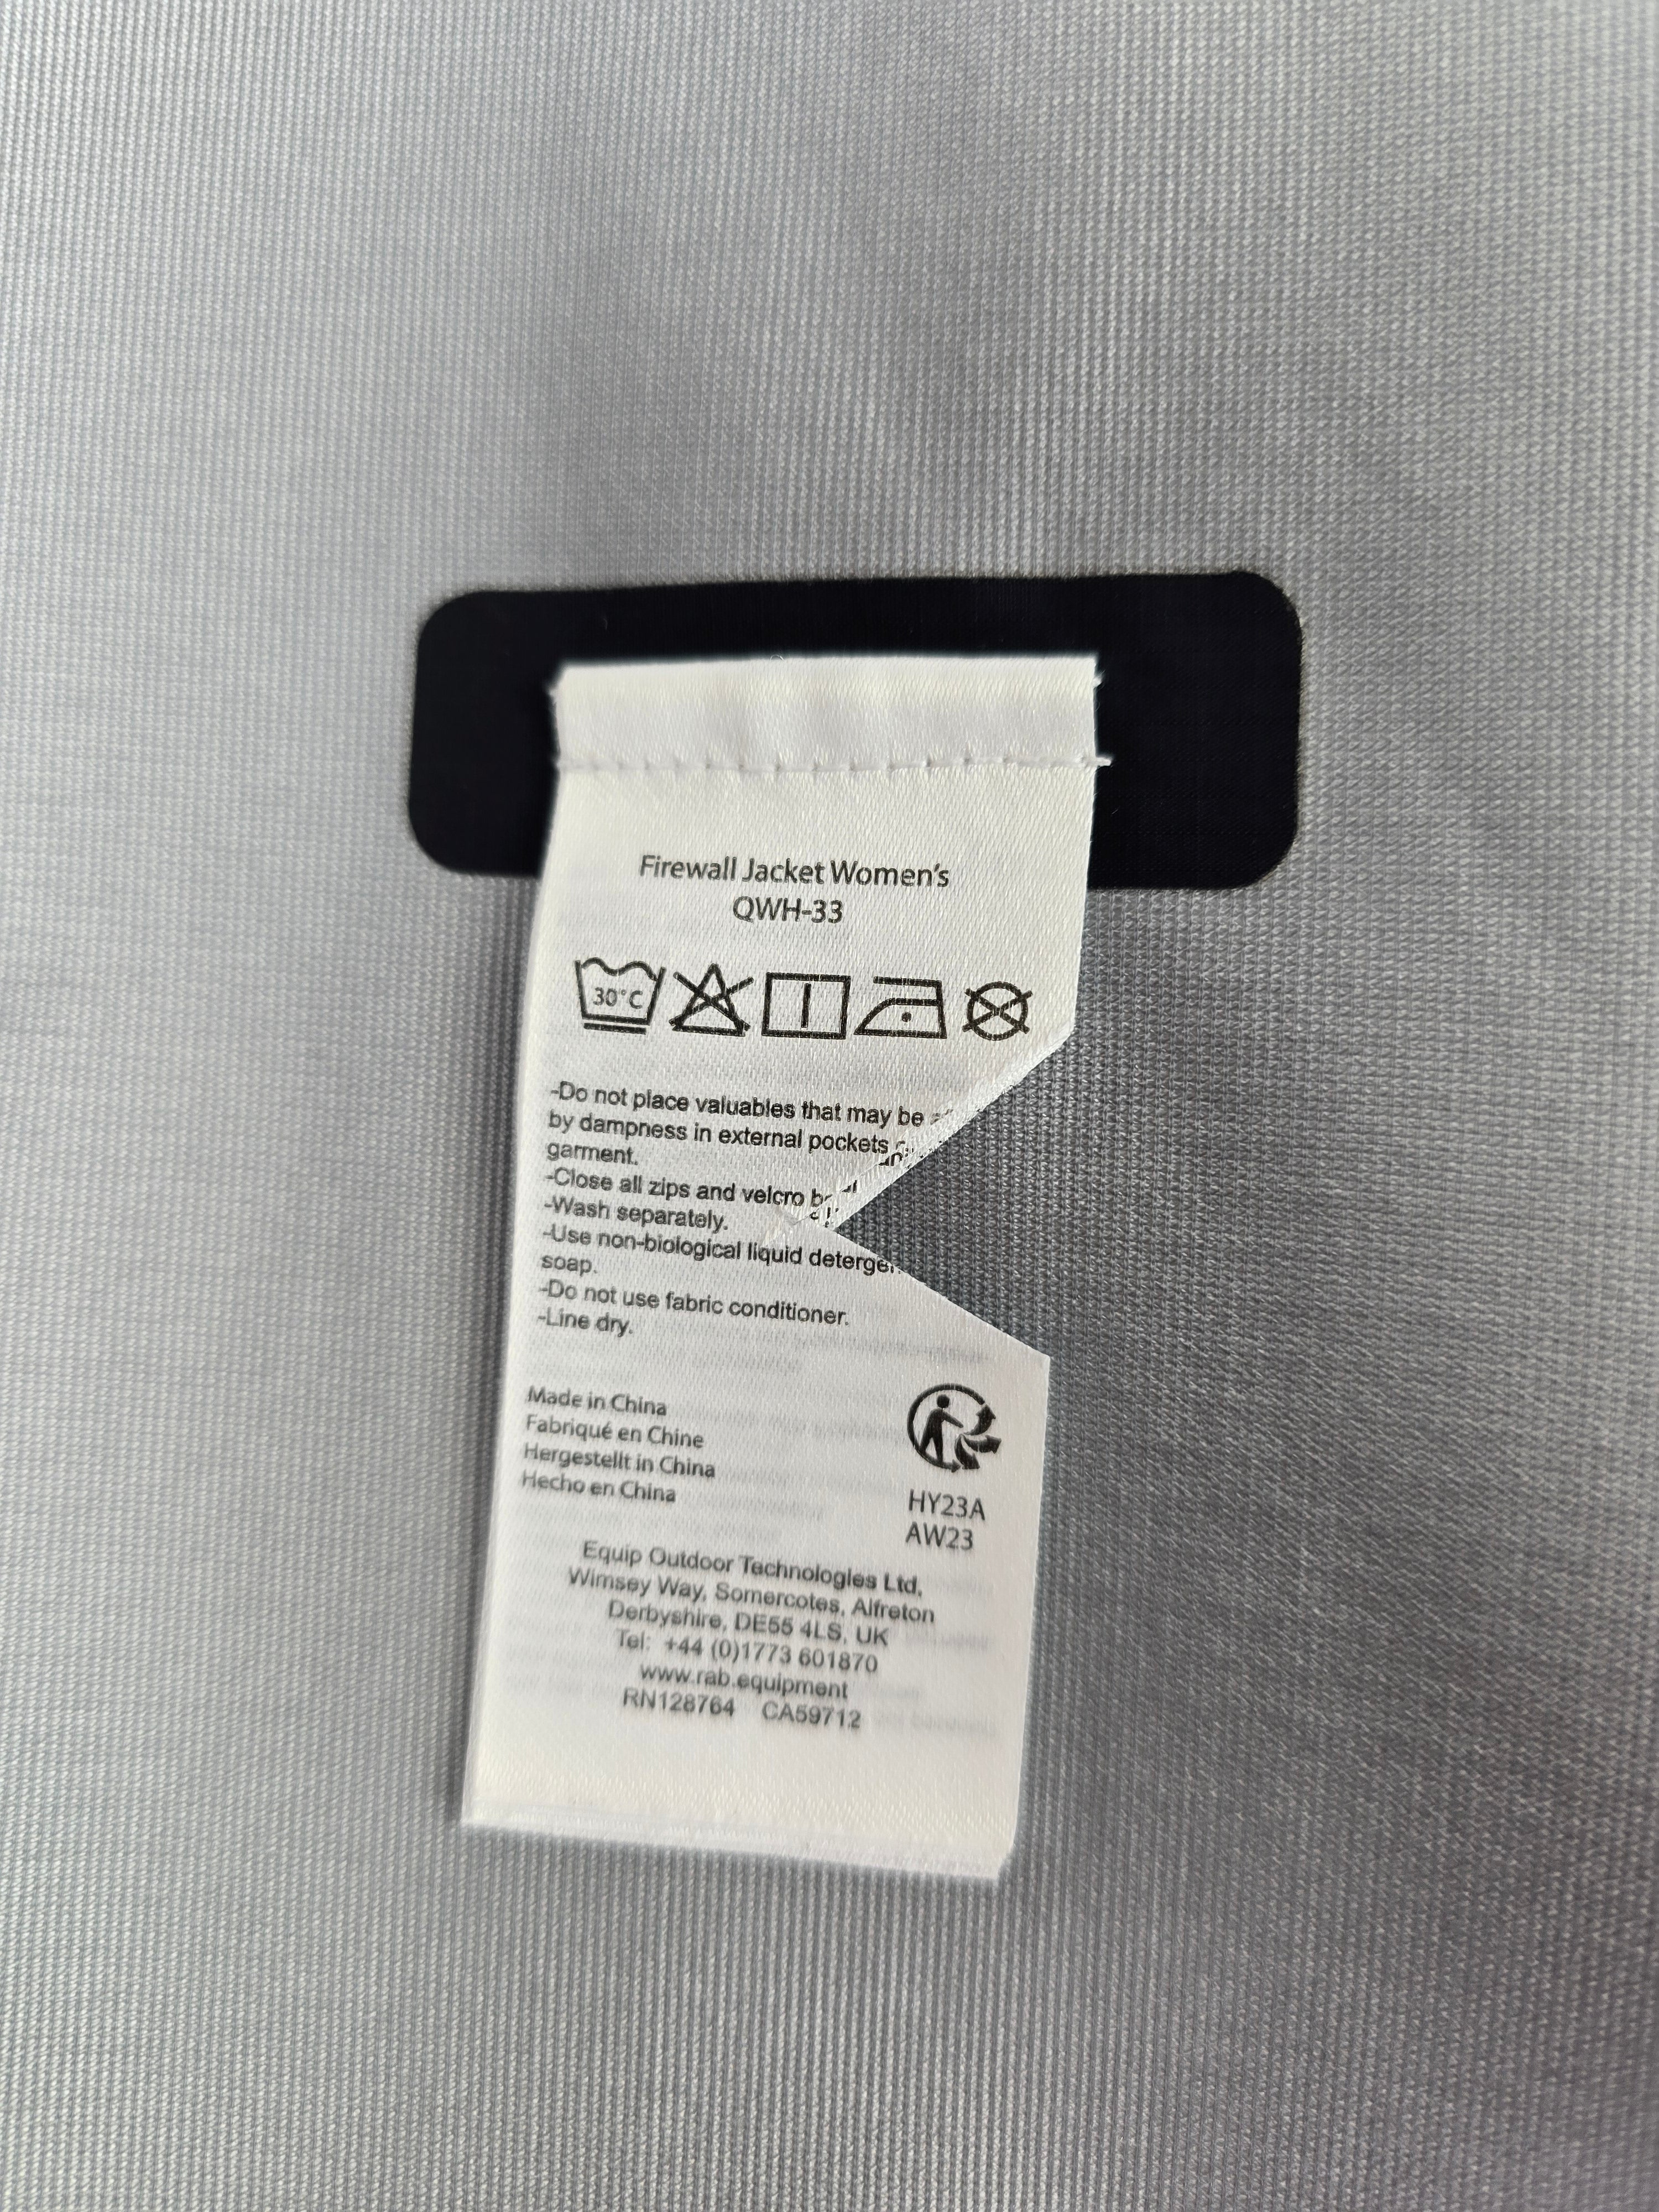 Firewall Jacket Women's
QWH-33
30°C
-Do not place valuables that may be
by dampness in external pockets
garment.
-Close all zips and velcro
-Wash separately.
-Use non-biological liquid
soap.
-Do not use fabric conditioner.
-Line dry.
Made in China
Fabriqué en Chine
Hergestellt in China
Hecho en China
HY23A
AW23
Equip Outdoor Technologies Ltd.
Wimsey Way, Somercotes, Alfreton
Derbyshire, DE55 4LS, UK
Tel: +44 (0)1773 601870
www.rab.equipment
RN128764 CA59712